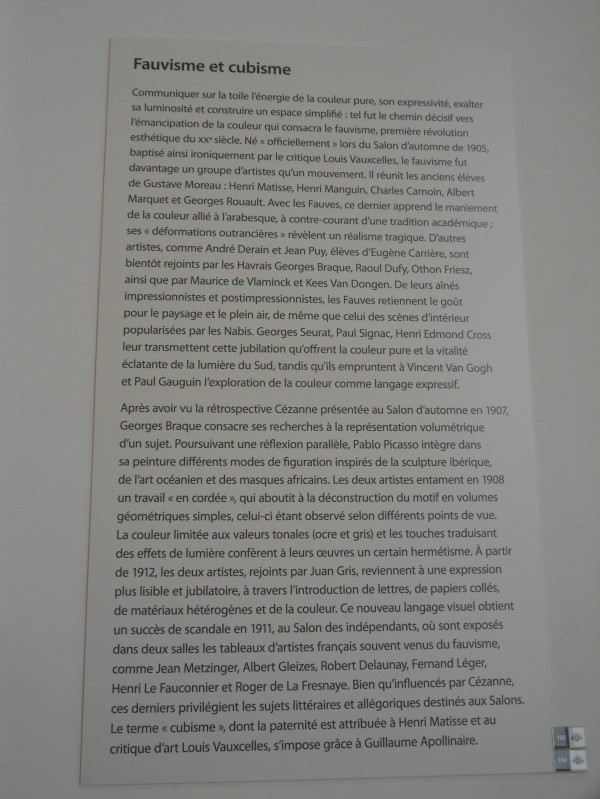 Fauvisme et cubisme
Communiquer sur la toile l'énergie de la couleur pure, son expressivité, exalter
sa luminosité et construire un espace simplifié : tel fut le chemin décisif vers
l'émancipation de la couleur qui consacra le fauvisme, première révolution
esthétique du XXe siècle. Né « officiellement » lors du Salon d'automne de 1905,
baptisé ainsi ironiquement par le critique Louis Vauxcelles, le fauvisme fut
davantage un groupe d'artistes qu'un mouvement. Il réunit les anciens élèves
de Gustave Moreau : Henri Matisse, Henri Manguin, Charles Camoin, Albert
Marquet et Georges Rouault. Avec les Fauves, ce dernier apprend le maniement
de la couleur allié à l'arabesque, à contre-courant d'une tradition académique ;
ses « déformations outrancières » révèlent un réalisme tragique. D'autres
artistes, comme André Derain et Jean Puy, élèves d'Eugène Carrière, sont
bientôt rejoints par les Havrais Georges Braque, Raoul Dufy, Othon Friesz,
ainsi que par Maurice de Vlaminck et Kees Van Dongen. De leurs aînés
impressionnistes et postimpressionnistes, les Fauves retiennent le goût
pour le paysage et le plein air, de même que celui des scènes d'intérieur
popularisées par les Nabis. Georges Seurat, Paul Signac, Henri Edmond Cross
leur transmettent cette jubilation qu'offrent la couleur pure et la vitalité
éclatante de la lumière du Sud, tandis qu'ils empruntent à Vincent Van Gogh
et Paul Gauguin l'exploration de la couleur comme langage expressif.
Après avoir vu la rétrospective Cézanne présentée au Salon d'automne en 1907,
Georges Braque consacre ses recherches à la représentation volumétrique
d'un sujet. Poursuivant une réflexion parallèle, Pablo Picasso intègre dans
sa peinture différents modes de figuration inspirés de la sculpture ibérique,
de l'art océanien et des masques africains. Les deux artistes entament en 1908
un travail « en cordée », qui aboutit à la déconstruction du motif en volumes
géométriques simples, celui-ci étant observé selon différents points de vue.
La couleur limitée aux valeurs tonales (ocre et gris) et les touches traduisant
des effets de lumière confèrent à leurs œuvres un certain hermétisme. À partir
de 1912, les deux artistes, rejoints par Juan Gris, reviennent à une expression
plus lisible et jubilatoire, à travers l'introduction de lettres, de papiers collés,
de matériaux hétérogènes et de la couleur. Ce nouveau langage visuel obtient
un succès de scandale en 1911, au Salon des indépendants, où sont exposés
dans deux salles les tableaux d'artistes français souvent venus du fauvisme,
comme Jean Metzinger, Albert Gleizes, Robert Delaunay, Fernand Léger,
Henri Le Fauconnier et Roger de La Fresnaye. Bien qu'influencés par Cézanne,
ces derniers privilégient les sujets littéraires et allégoriques destinés aux Salons.
Le terme « cubisme », dont la paternité est attribuée à Henri Matisse et au
critique d'art Louis Vauxcelles, s'impose grâce à Guillaume Apollinaire.